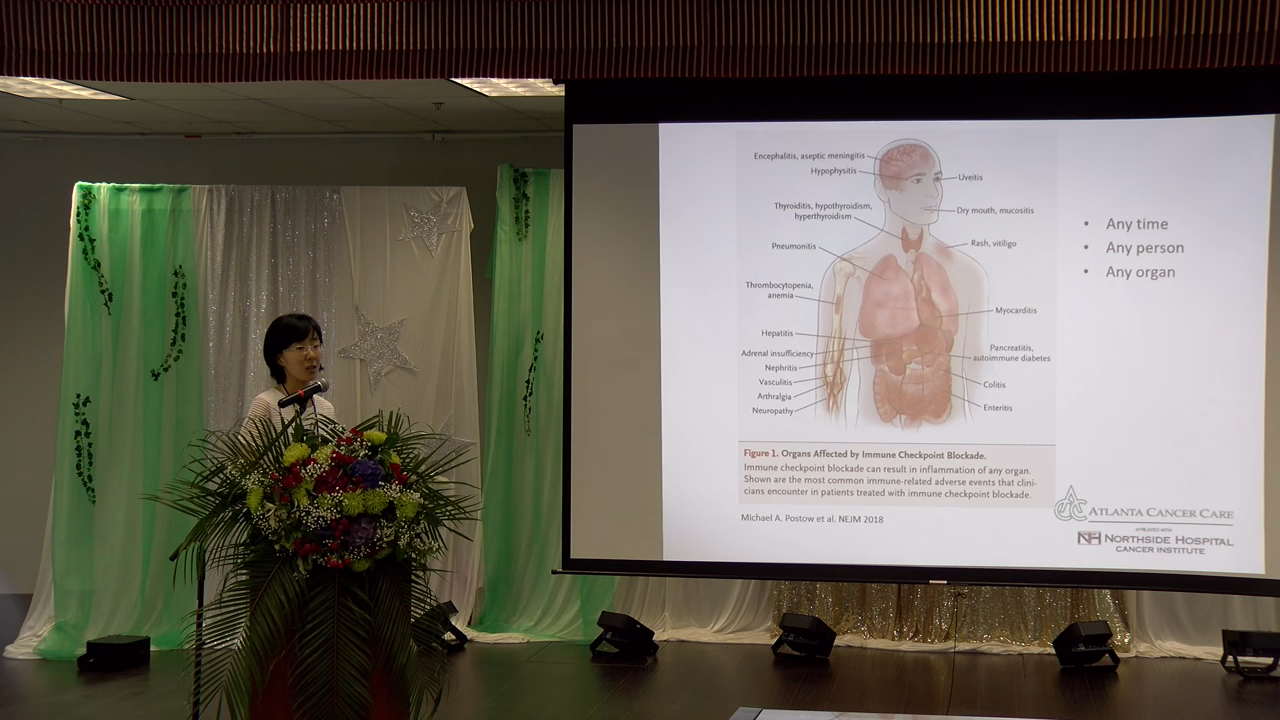 Encephalitis, aseptic meningitis
Hypophysitis
Uveitis
Thyroiditis, hypothyroidism,
hyperthyroidism
Dry mouth, mucositis
Pneumonitis
Rash, vitiligo
Thrombocytopenia,
anemia
Myocarditis
Hepatitis
Adrenal insufficiency
Pancreatitis,
autoimmune diabetes
Nephritis
Vasculitis
Colitis
Arthralgia
Neuropathy
Enteritis
• Any time
• Any person
• Any organ
Figure 1. Organs Affected by Immune Checkpoint Blockade.
Immune checkpoint blockade can result in inflammation of any organ.
Shown are the most common immune-related adverse events that clini-
cians encounter in patients treated with immune checkpoint blockade.
Michael A. Postow et al. NEJM 2018
ACC
ATLANTA CANCER CARE
AFFILIATED WITH
NH NORTHSIDE HOSPITAL
CANCER INSTITUTE